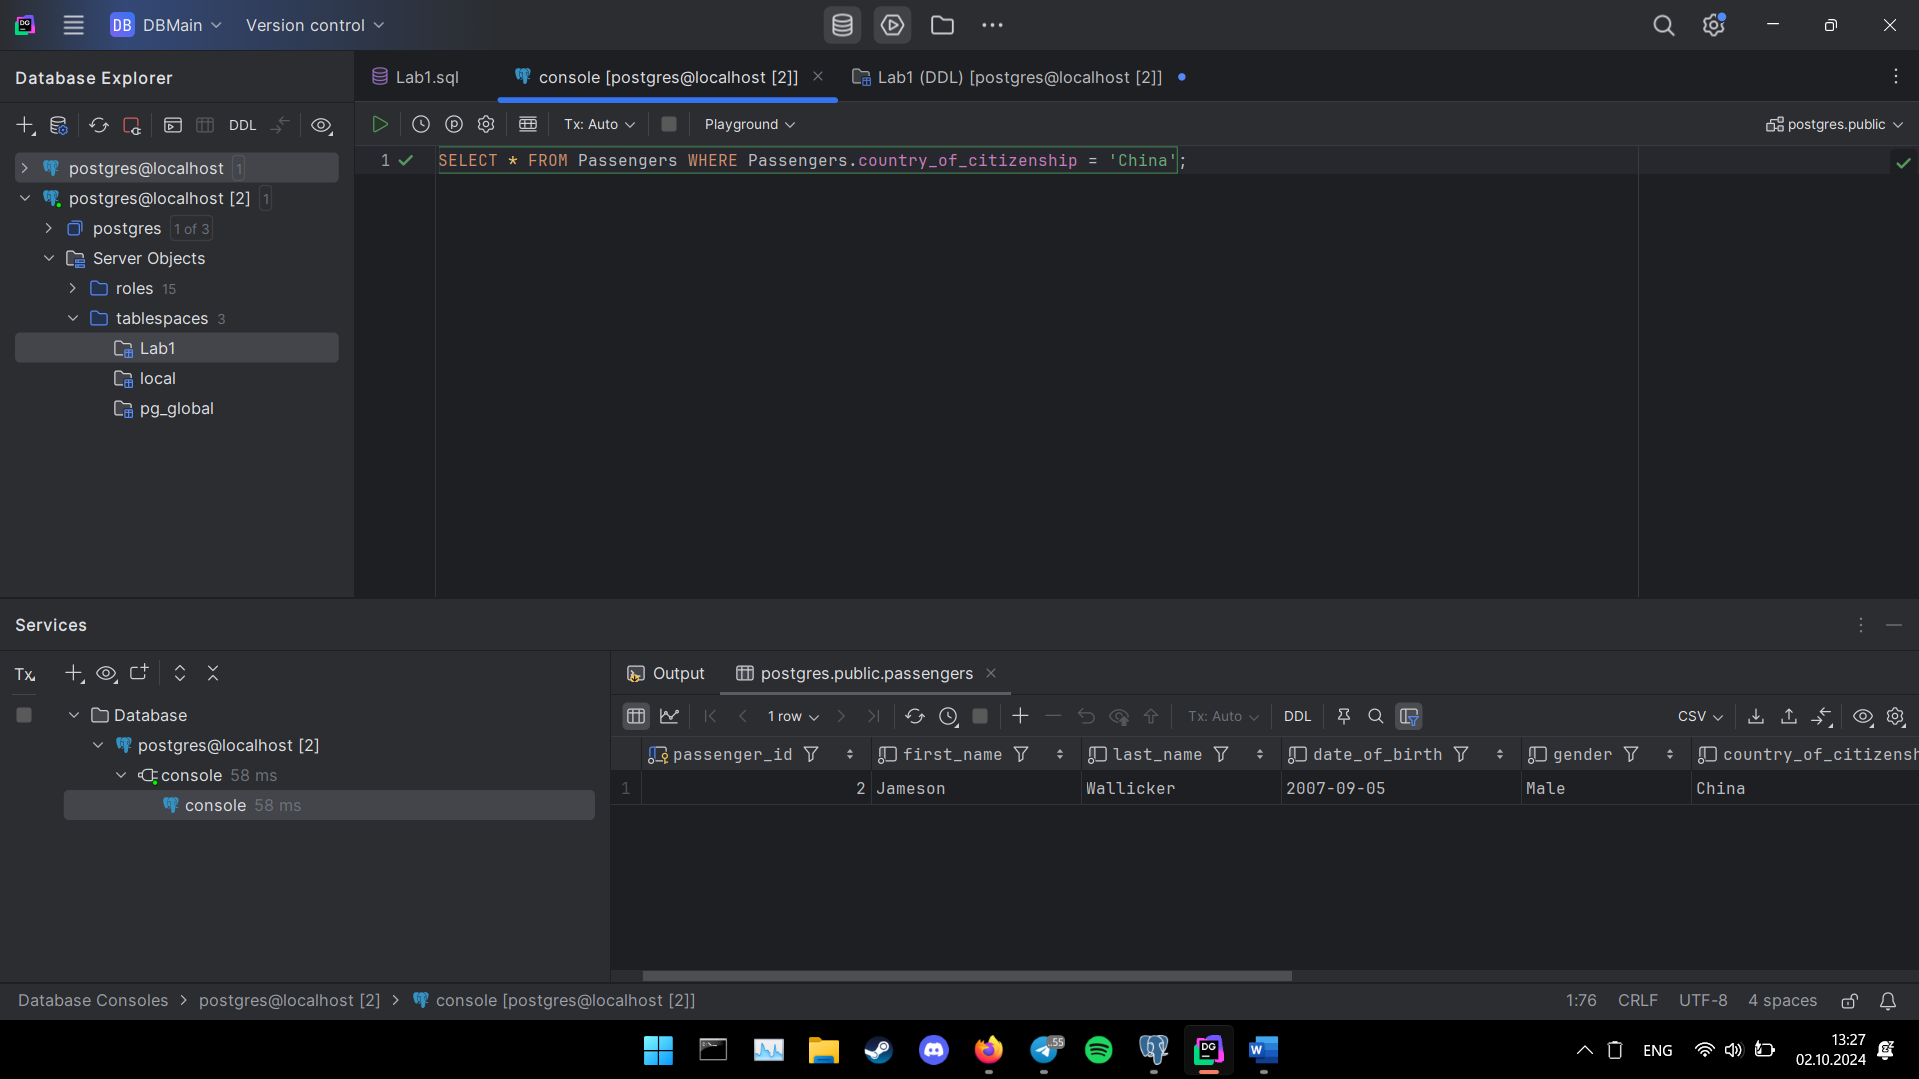 DB DBMain Version control
Database Explorer
Lab1.sql console [postgres@localhost [2]] Lab1 (DDL) [postgres@localhost [2]]
DDL
Tx: Auto Playground postgres.public
postgres@localhost 1
postgres@localhost [2] 1
postgres 1 of 3
Server Objects
roles 15
tablespaces 3
Lab1
local
pg_global
1 SELECT * FROM Passengers WHERE Passengers.country_of_citizenship = 'China';
Services
Tx
Output postgres.public.passengers
1 row Tx: Auto DDL CSV
Database
postgres@localhost [2]
console 58 ms
console 58 ms
passenger_id first_name last_name date_of_birth gender country_of_citizensh
1 2 Jameson Wallicker 2007-09-05 Male China
Database Consoles > postgres@localhost [2] > console [postgres@localhost [2]]
1:76 CRLF UTF-8 4 spaces
55
DG
W
ENG
13:27
02.10.2024